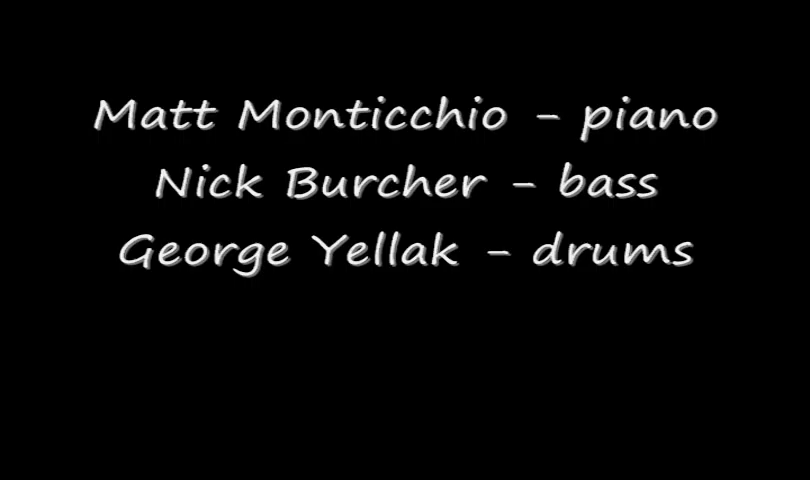 Matt Monticchio - piano
Nick Burcher - bass
George Yellak - drums